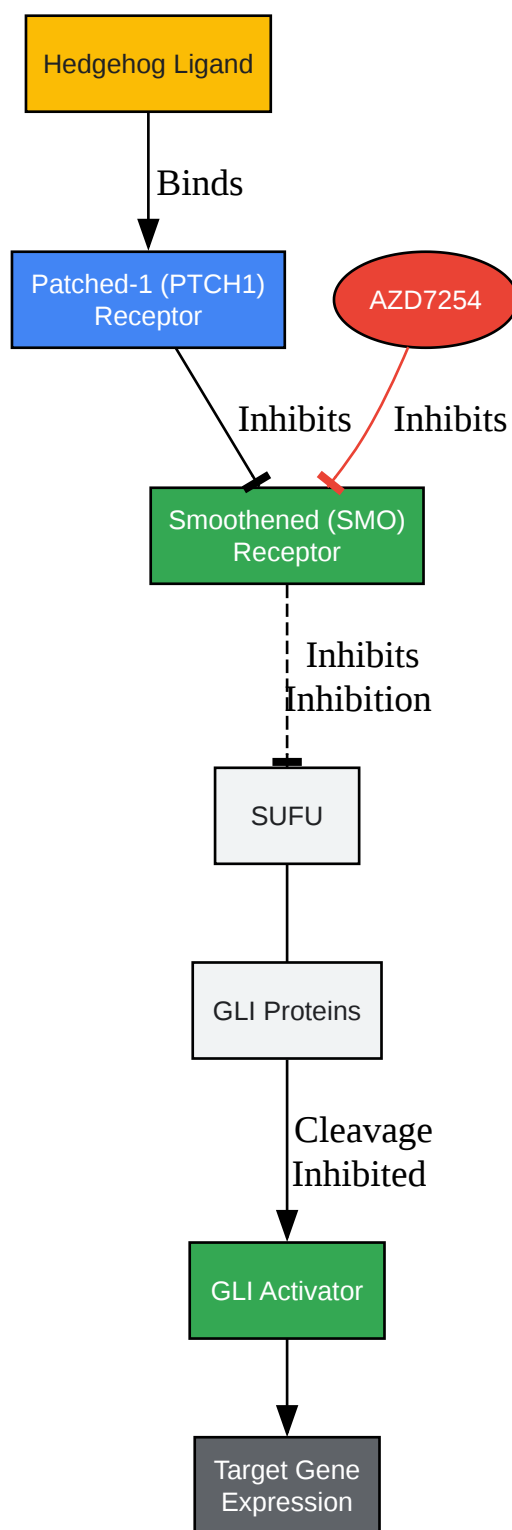 Hedgehog Ligand
Binds
Patched-1 (PTCH1)
Receptor
AZD7254
Inhibits
Inhibits
Smoothened (SMO)
Receptor
Inhibits
Inhibition
SUFU
GLI Proteins
Cleavage
Inhibited
GLI Activator
Target Gene
Expression